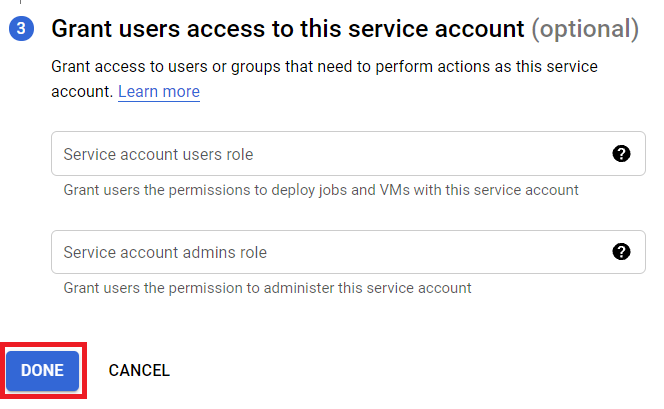 3 Grant users access to this service account (optional)
Grant access to users or groups that need to perform actions as this service
account. Learn more
Service account users role ?
Grant users the permissions to deploy jobs and VMs with this service account
Service account admins role ?
Grant users the permission to administer this service account
DONE CANCEL